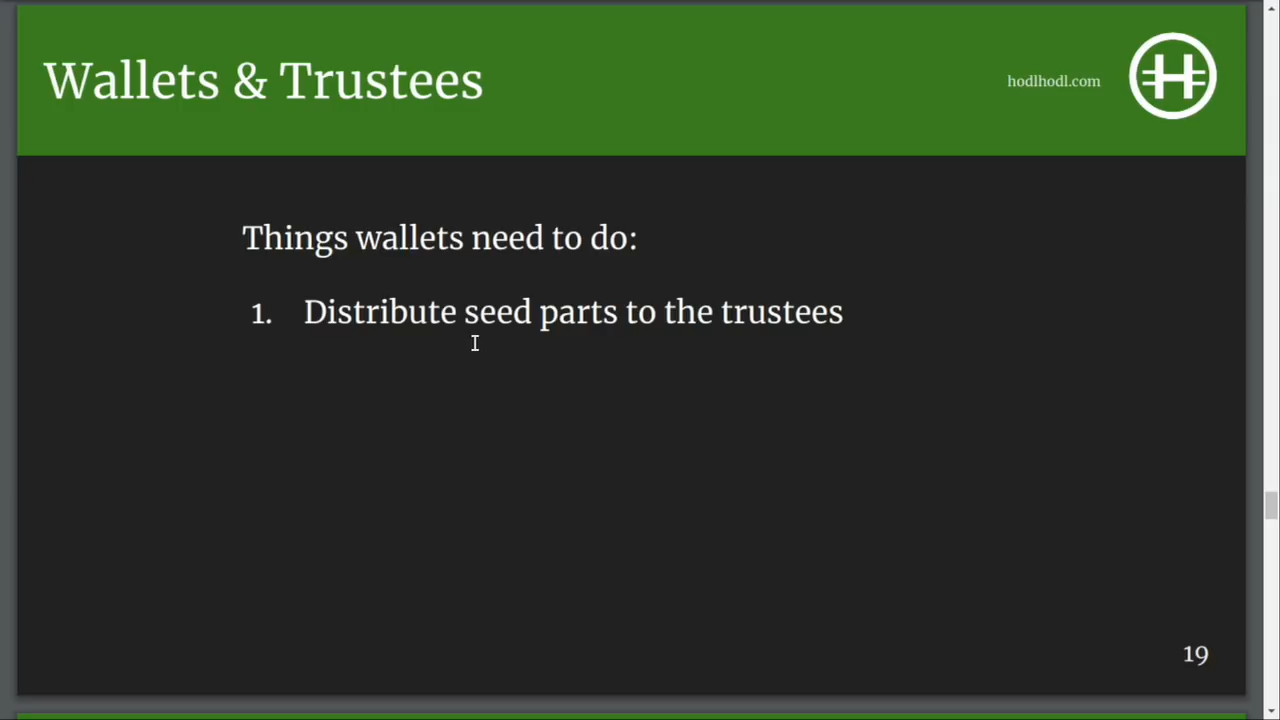 Wallets & Trustees
hodlhodl.com
Things wallets need to do:
1. Distribute seed parts to the trustees
19